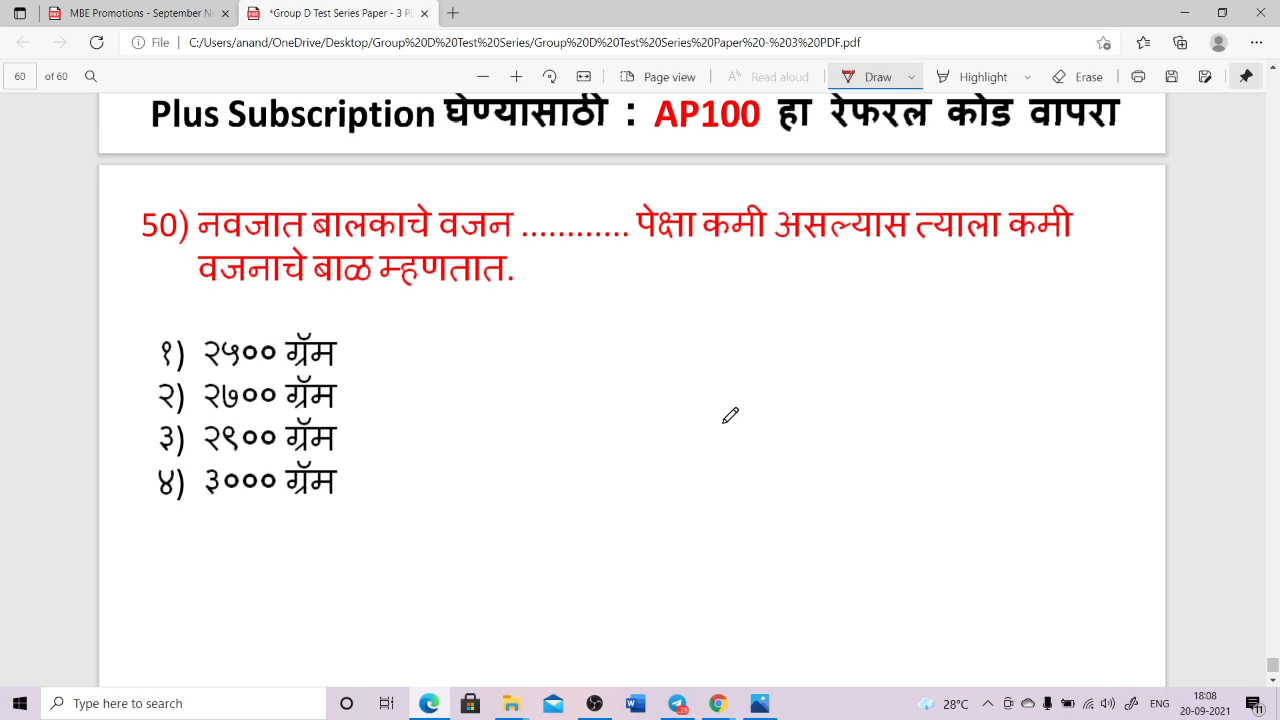 MBE Promotions - September N
*Group D Test Paper - 3 P
File C:/Users/anand/OneDrive/Desktop/Group%20D%20Test%20Series/Group%20D%20Test%20Series%20Paper%20-%203%20PDF.pdf
60 of 60 Page view Read aloud Draw Highlight Erase
Plus Subscription घेण्यासाठी : AP100 हा रेफरल कोड वापरा
50) नवजात बालकाचे वजन ............ पेक्षा कमी असल्यास त्याला कमी
वजनाचे बाळ म्हणतात.
१) २५०० ग्रॅम
२) २७०० ग्रॅम
३) २९०० ग्रॅम
४) ३००० ग्रॅम
Type here to search 28°C ENG 18:08
20-09-2021 11